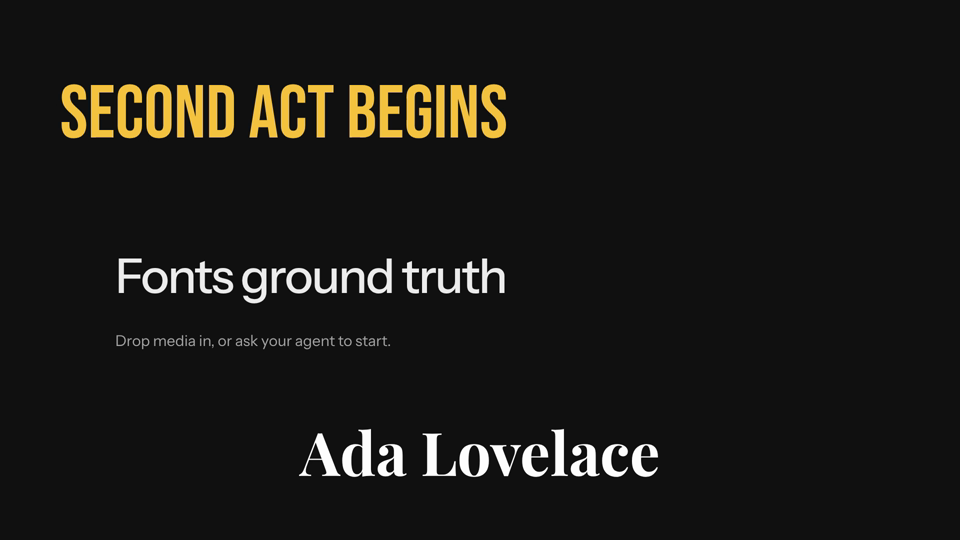 SECOND ACT BEGINS
Fonts ground truth
Drop media in, or ask your agent to start.
Ada Lovelace